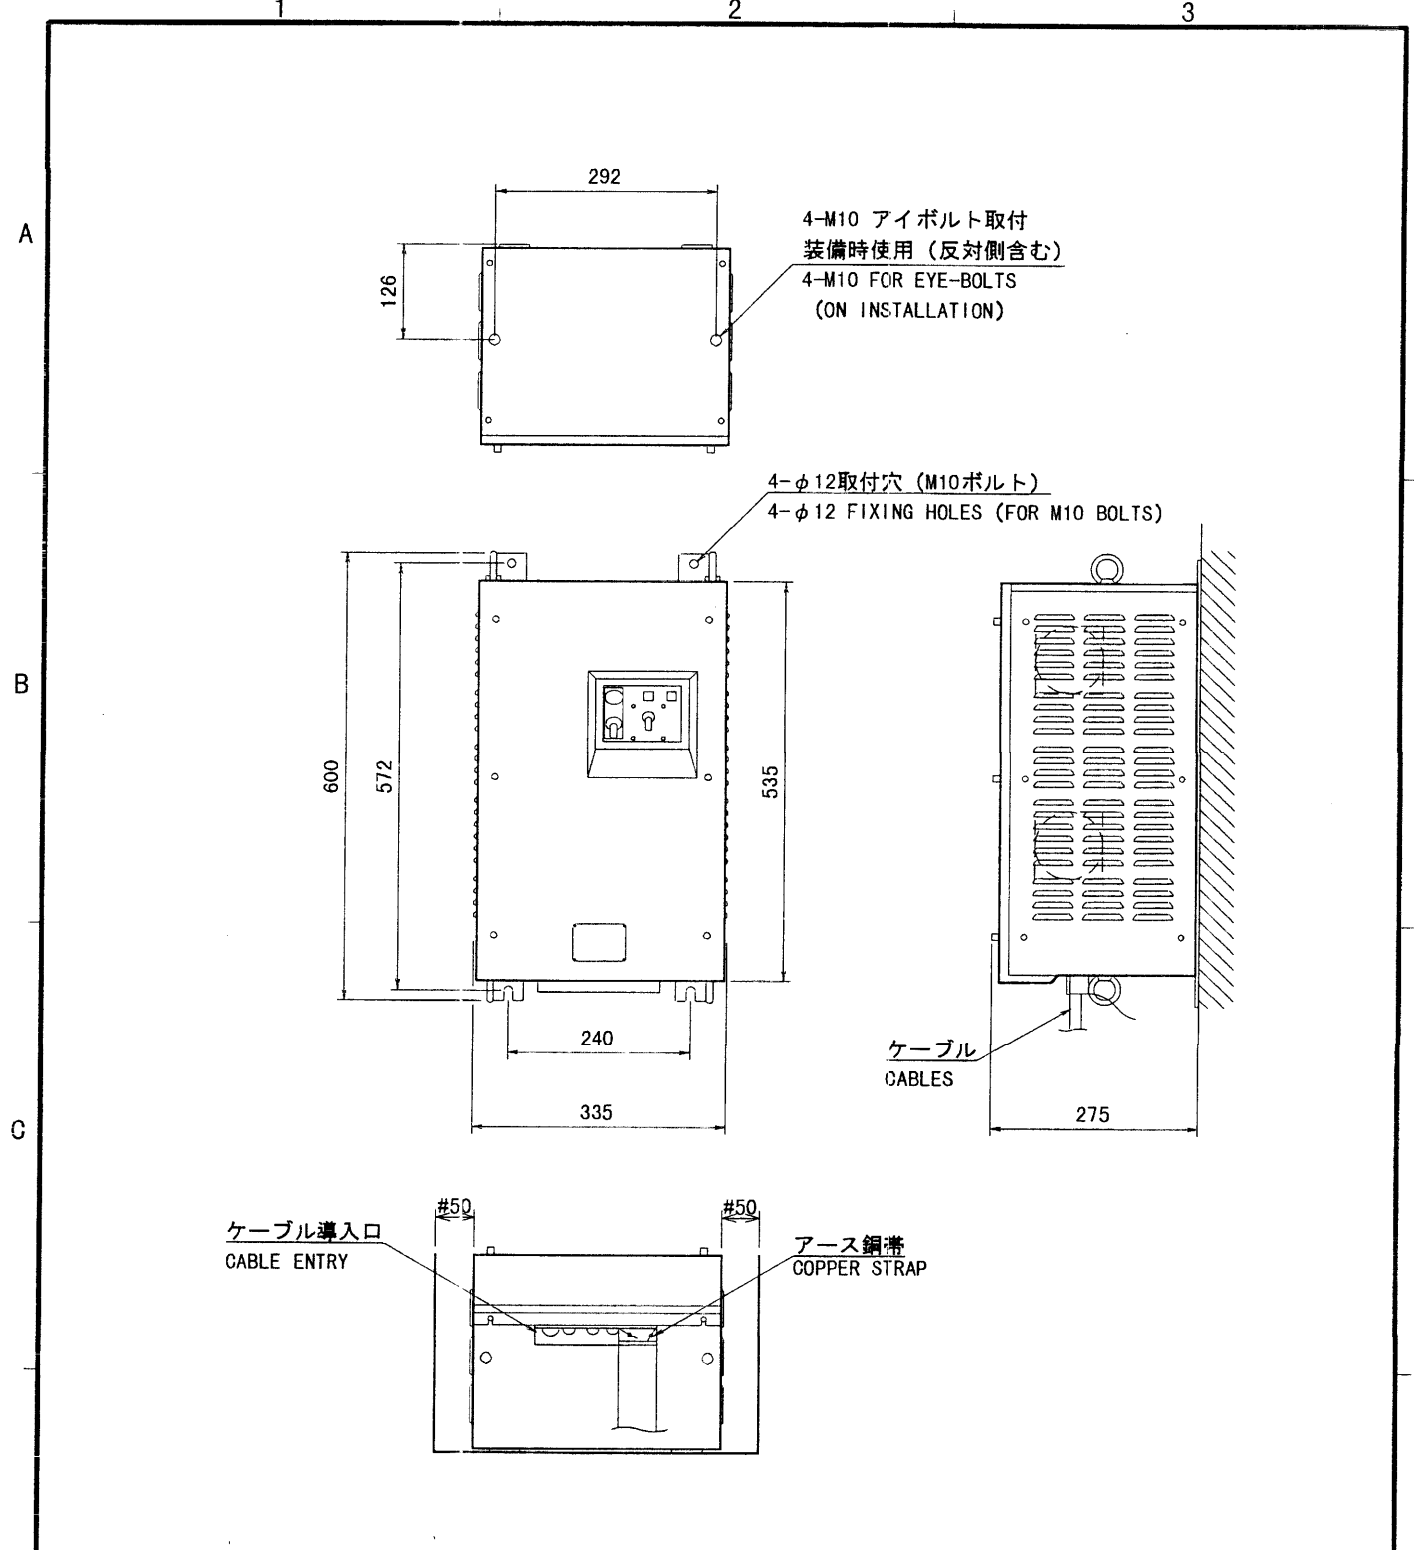 1
2
3
A
292
126
4-M10 アイボルト取付
装備時使用（反対側含む）
4-M10 FOR EYE-BOLTS
(ON INSTALLATION)
4-φ12取付穴（M10ボルト）
4-φ12 FIXING HOLES (FOR M10 BOLTS)
B
600
572
535
240
335
ケーブル
CABLES
275
C
#50
#50
ケーブル導入口
CABLE ENTRY
アース銅帯
COPPER STRAP